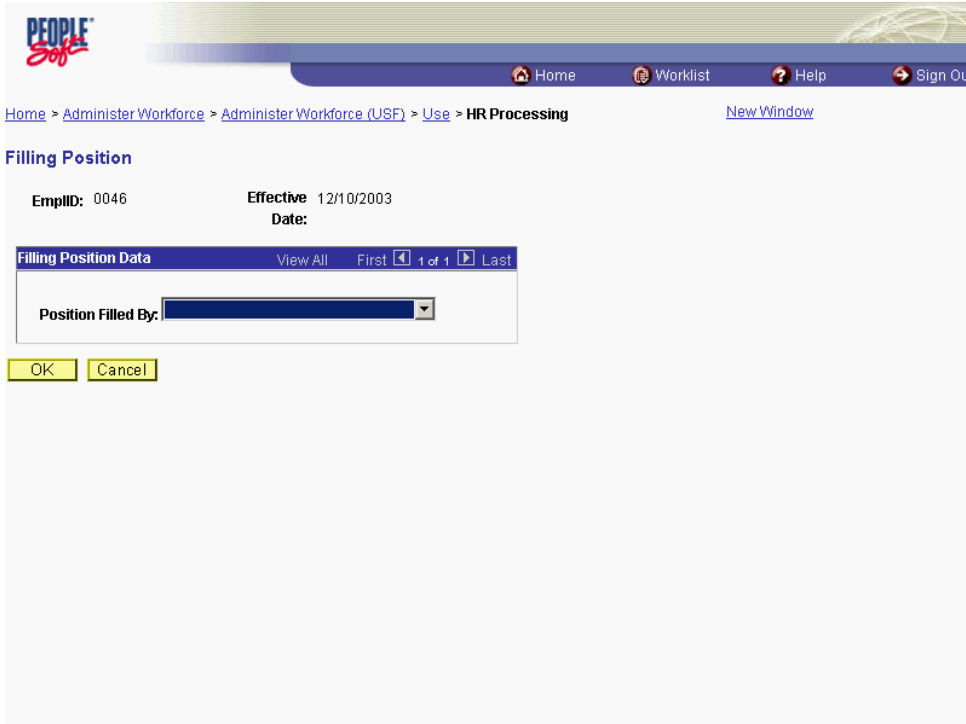 PEOPLE
Soft
Home Worklist Help Sign Ou
Home > Administer Workforce > Administer Workforce (USF) > Use > HR Processing New Window
Filling Position
EmplID: 0046 Effective Date: 12/10/2003
Filling Position Data View All First 1 of 1 Last
Position Filled By:
OK Cancel